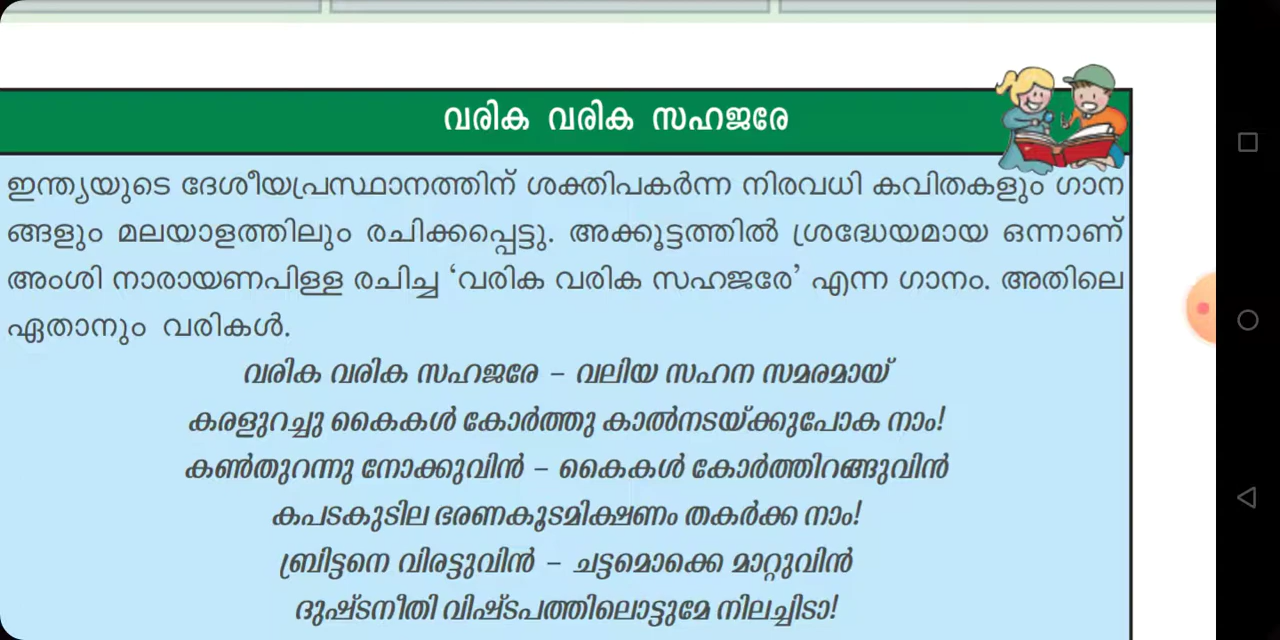 വരിക വരിക സഹജരേ
ഇന്ത്യയുടെ ദേശീയപ്രസ്ഥാനത്തിന് ശക്തിപകർന്ന നിരവധി കവിതകളും ഗാന
ങ്ങളും മലയാളത്തിലും രചിക്കപ്പെട്ടു. അക്കൂട്ടത്തിൽ ശ്രദ്ധേയമായ ഒന്നാണ്
അംശി നാരായണപിള്ള രചിച്ച ‘വരിക വരിക സഹജരേ’ എന്ന ഗാനം. അതിലെ
ഏതാനും വരികൾ.
വരിക വരിക സഹജരേ – വലിയ സഹന സമരമായ്
കരളുറച്ചു കൈകൾ കോർത്തു കാൽനടയ്ക്കുപോക നാം!
കൺതുറന്നു നോക്കുവിൻ – കൈകൾ കോർത്തിറങ്ങുവിൻ
കപടകുടില ഭരണകൂടമിക്ഷണം തകർക്ക നാം!
ബ്രിട്ടനെ വിരട്ടുവിൻ – ചട്ടമൊക്കെ മാറ്റുവിൻ
ദുഷ്ടനീതി വിഷ്ടപത്തിലൊട്ടുമേ നിലച്ചിടാ!